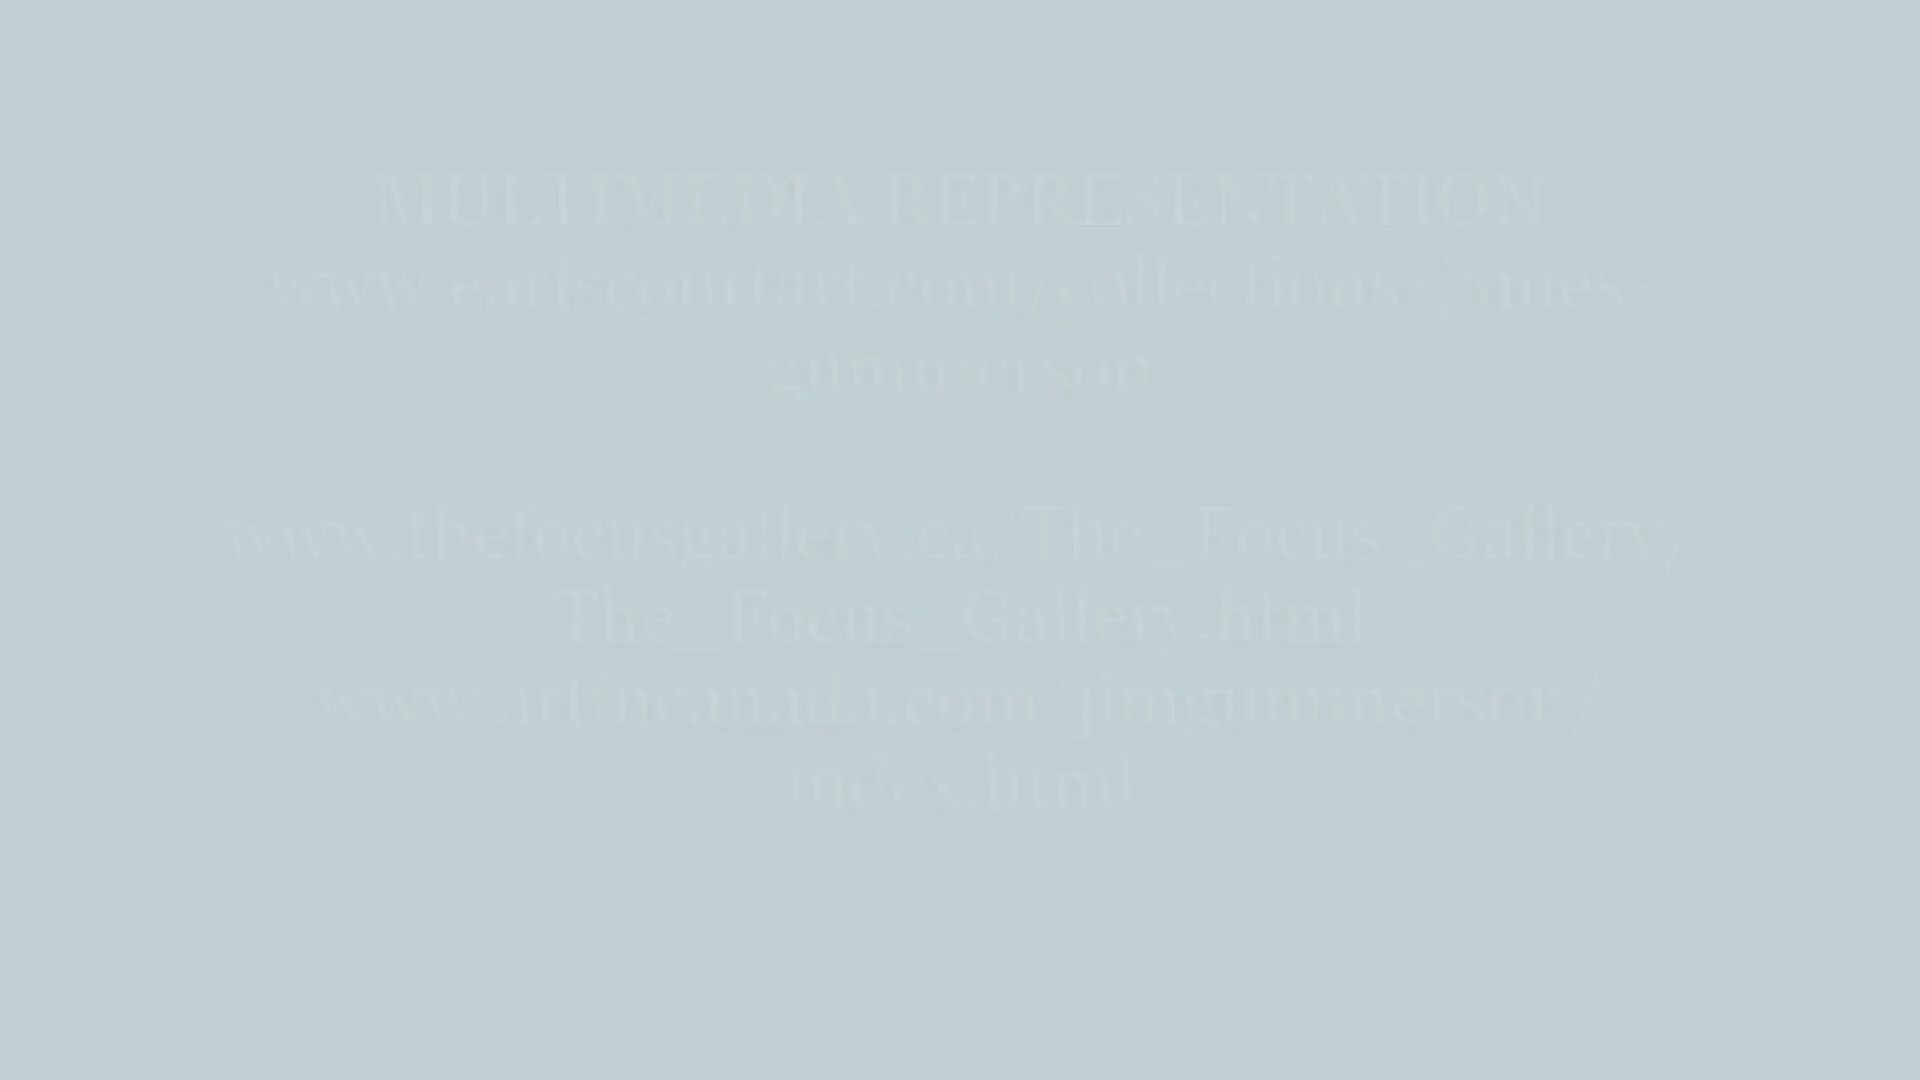 MULTIMEDIA REPRESENTATION
www.earlscourtart.com/collections/james-
gummerson
www.thefocusgallery.ca/The_Focus_Gallery/
The_Focus_Gallery.html
www.artincanada.com/jimgummerson/
index.html